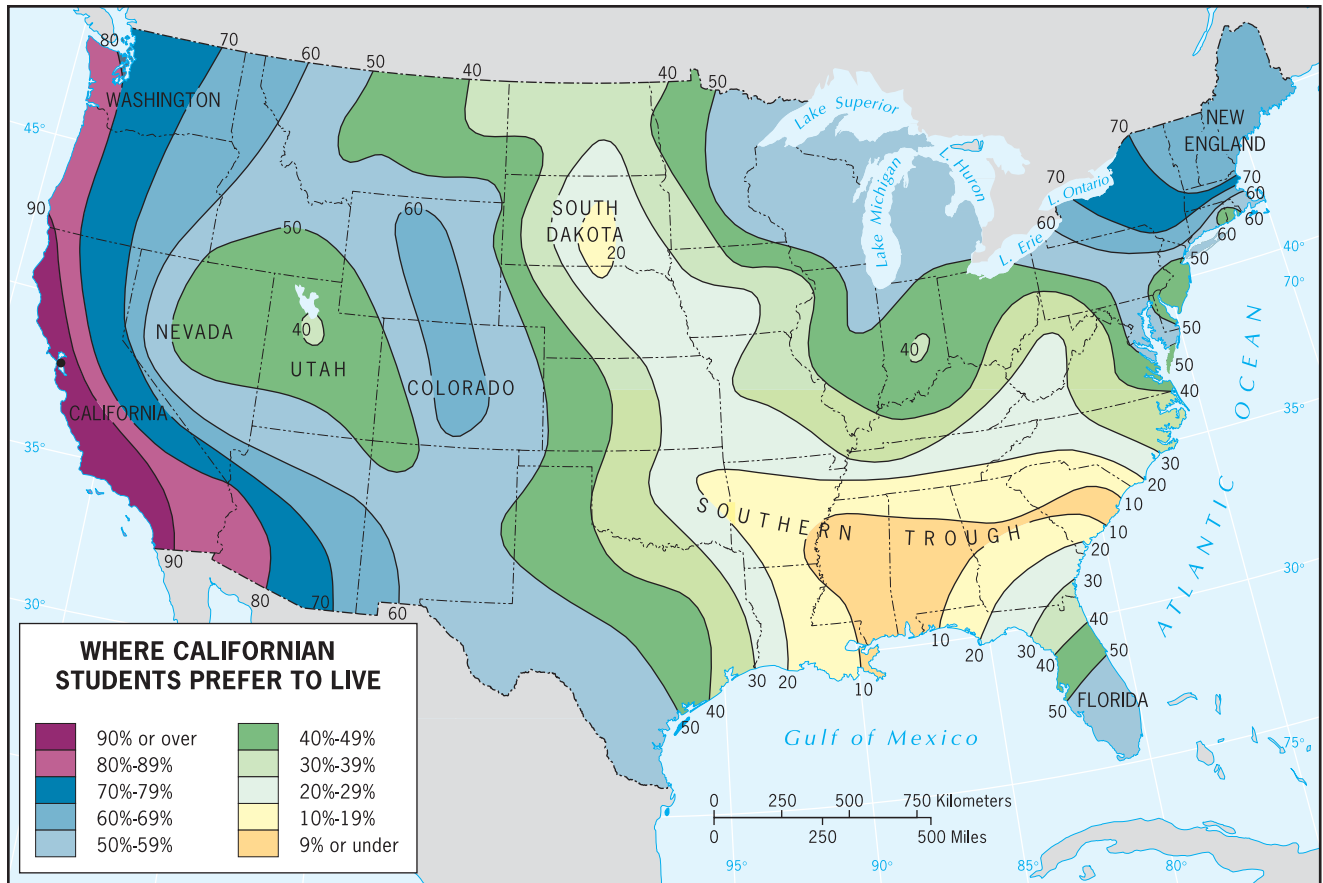 80
70
60
50
40
40
50
WASHINGTON
Lake Superior
45°
NEW
ENGLAND
70
L. Huron
Lake Michigan
70
L. Ontario
70
60
90
60
SOUTH
DAKOTA
20
50
60
L. Erie
60
60
40°
50
70°
NEVADA
40
UTAH
40
50
COLORADO
50
40
CALIFORNIA
35°
35°
30
20
SOUTHERN TROUGH
10
10
20
90
30
30°
80
70
60
40
30°
10
20
30
40
50
30
20
10
50
FLORIDA
40
50
ATLANTIC OCEAN
Gulf of Mexico
75°
WHERE CALIFORNIAN
STUDENTS PREFER TO LIVE
90% or over
80%-89%
70%-79%
60%-69%
50%-59%
40%-49%
30%-39%
20%-29%
10%-19%
9% or under
0 250 500 750 Kilometers
0 250 500 Miles
95°
90°
85°
80°